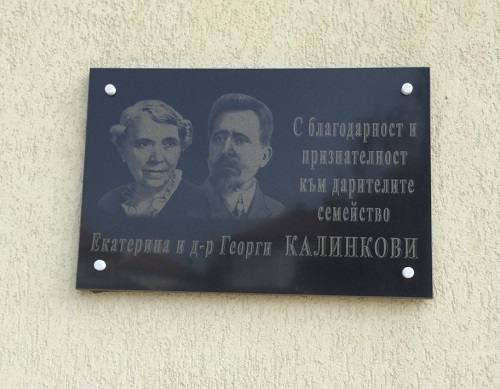 С благодарност и
признателност
към дарителите
семейство
Екатерина и д-р Георги КАЛИНКОВИ